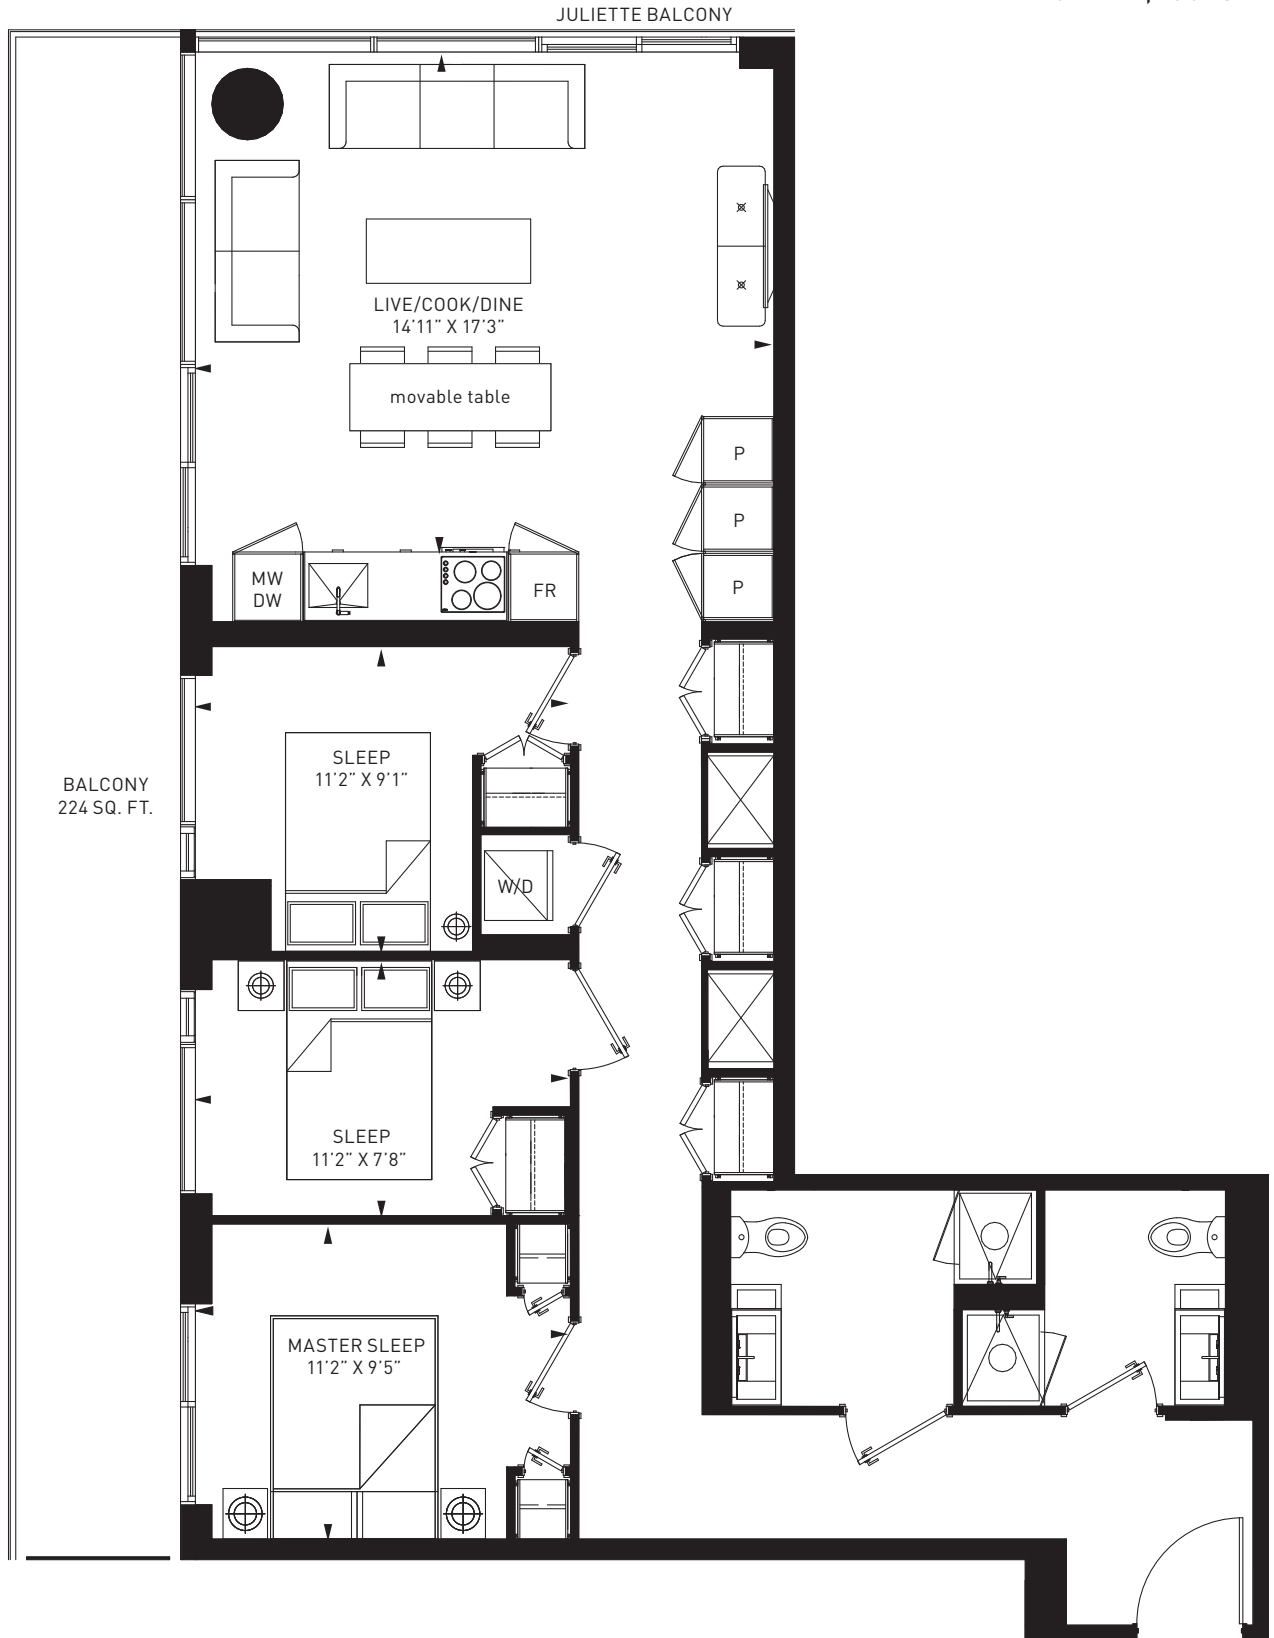 JULIETTE BALCONY
LIVE/COOK/DINE
14'11" X 17'3"
movable table
P
P
P
MW
DW
FR
SLEEP
11'2" X 9'1"
BALCONY
224 SQ. FT.
W/D
SLEEP
11'2" X 7'8"
MASTER SLEEP
11'2" X 9'5"